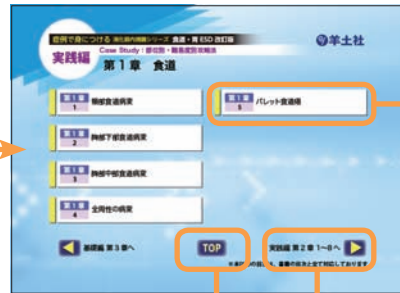 症例で身につける 消化器内視鏡シリーズ 食道・胃ESD 改訂版
羊土社
実践編
Case Study：部位別・難易度別攻略法
第1章 食道
第1章
1
頸部食道病変
第1章
5
バレット食道癌
第1章
2
胸部下部食道病変
第1章
3
胸部中部食道病変
第1章
4
全周性の病変
基礎編 第3章へ
TOP
実践編 第2章 1~8へ